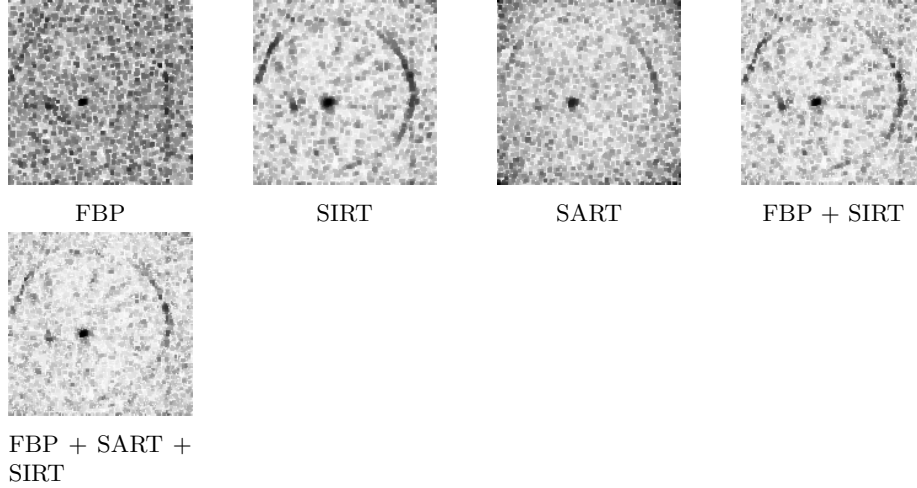 FBP
SIRT
SART
FBP + SIRT
FBP + SART +
SIRT